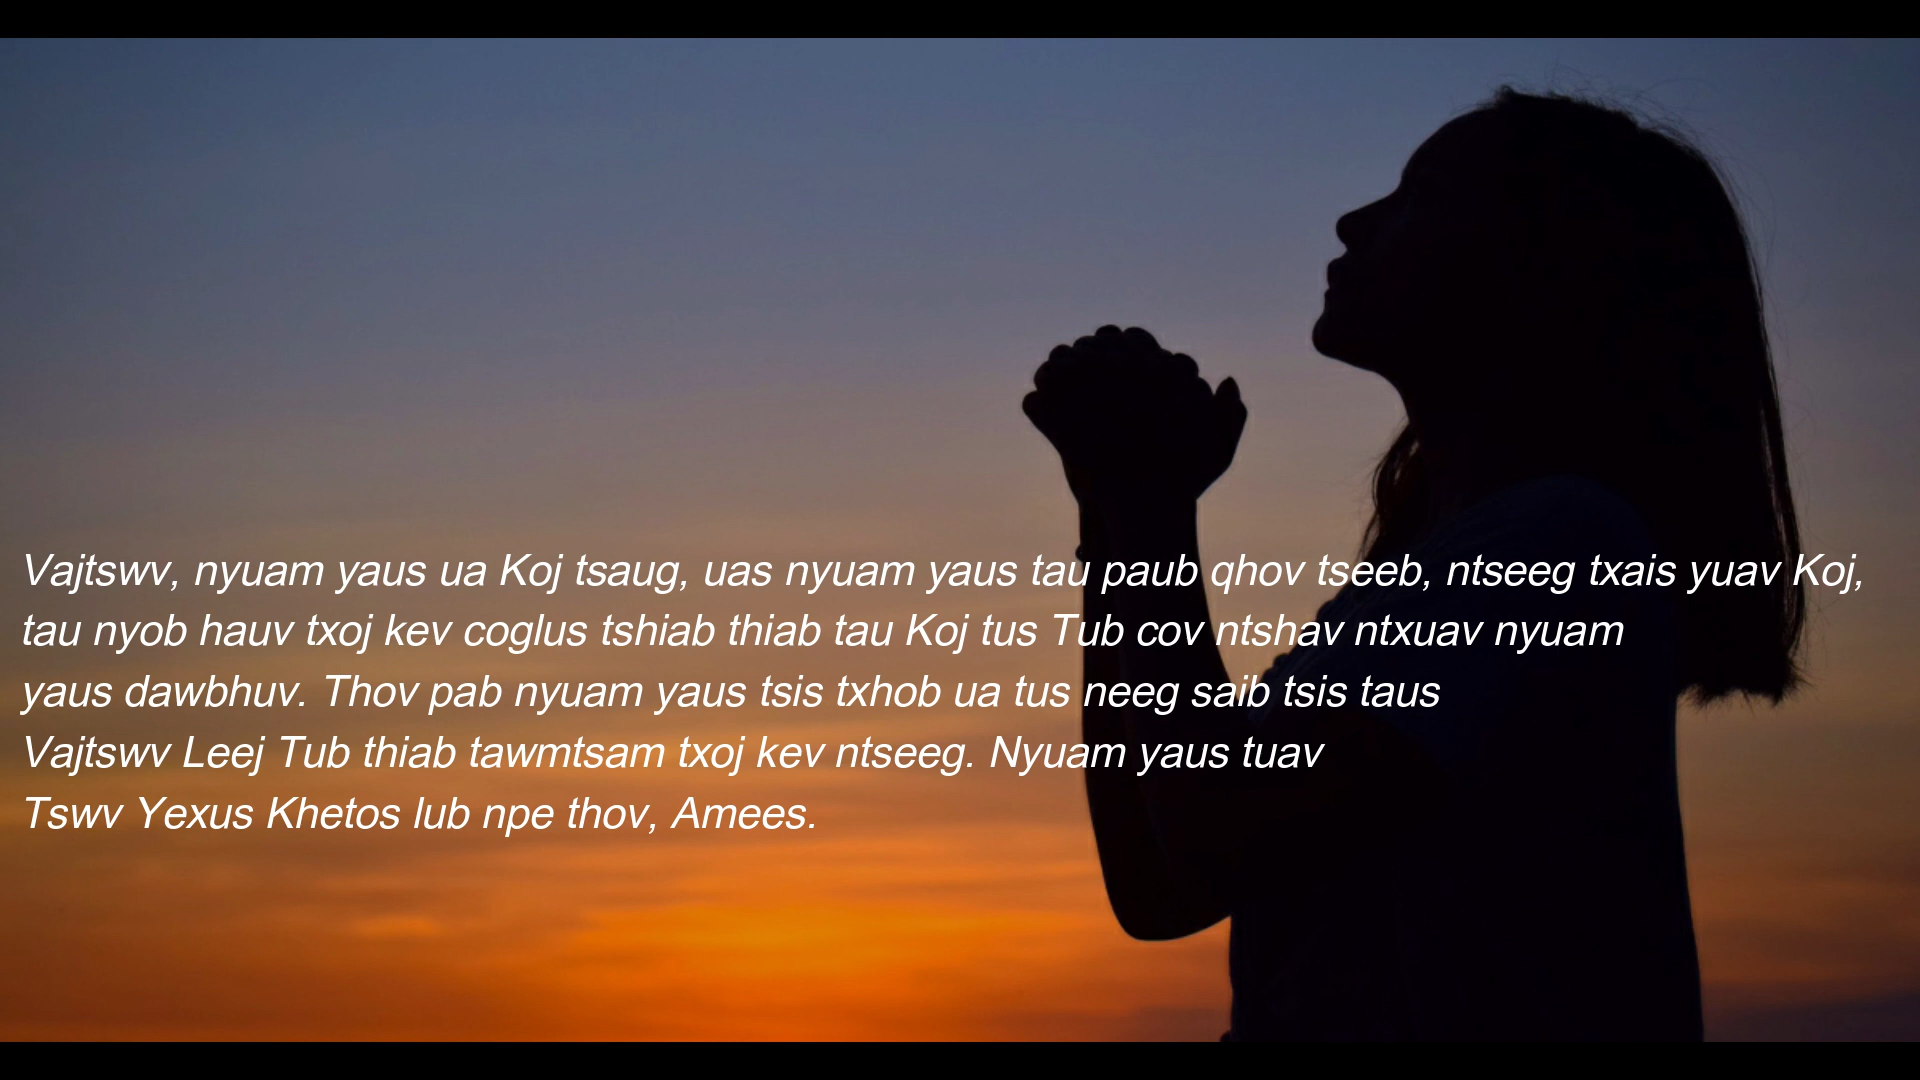 Vajtswv, nyuam yaus ua Koj tsaug, uas nyuam yaus tau paub qhov tseeb, ntseeg txais yuav Koj,
tau nyob hauv txoj kev coglus tshiab thiab tau Koj tus Tub cov ntshav ntxuav nyuam
yaus dawbhuv. Thov pab nyuam yaus tsis txhob ua tus neeg saib tsis taus
Vajtswv Leej Tub thiab tawmtsam txoj kev ntseeg. Nyuam yaus tuav
Tswv Yexus Khetos lub npe thov, Amees.